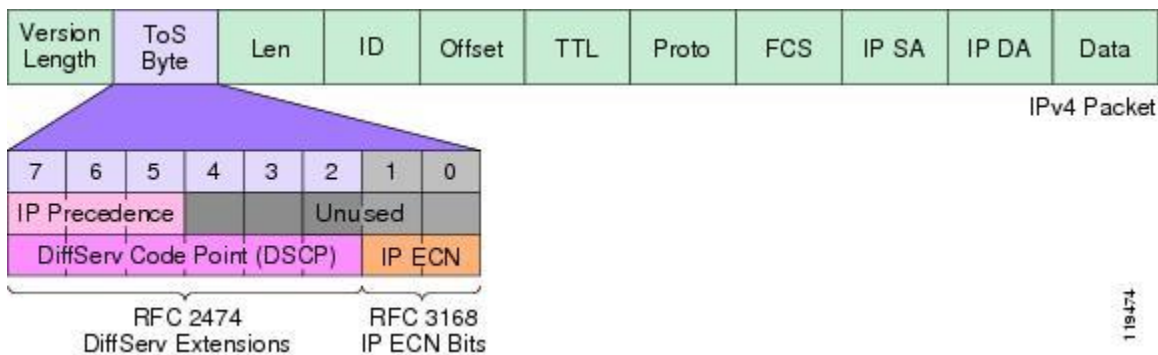 Version Length
ToS Byte
Len
ID
Offset
TTL
Proto
FCS
IP SA
IP DA
Data
IPv4 Packet
7 6 5 4 3 2 1 0
IP Precedence
Unused
DiffServ Code Point (DSCP)
IP ECN
RFC 2474
DiffServ Extensions
RFC 3168
IP ECN Bits
119474